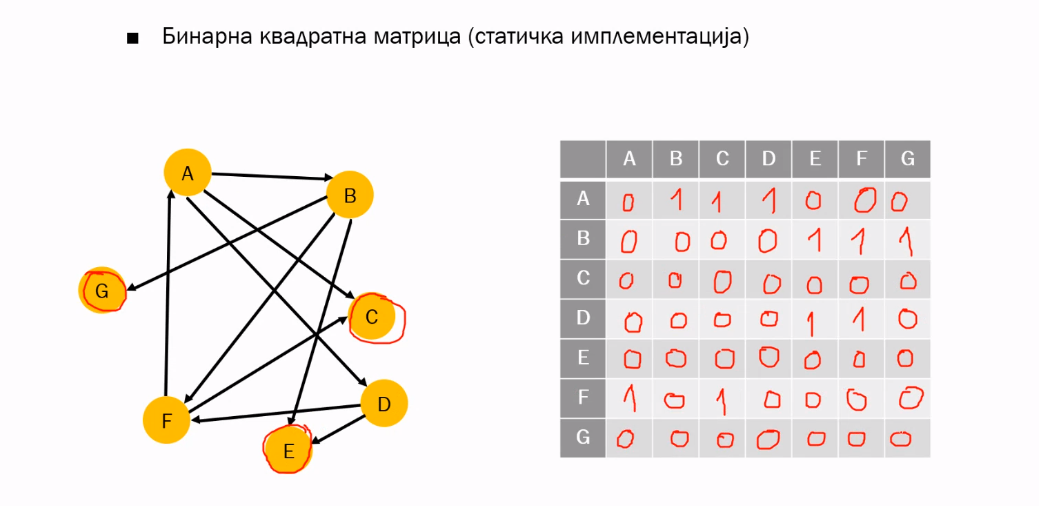 ■ Бинарна квадратна матрица (статичка имплементација)
A
B
G
C
D
F
E
A B C D E F G
A 0 1 1 1 0 0 0
B 0 0 0 0 1 1 1
C 0 0 0 0 0 0 0
D 0 0 0 0 1 1 0
E 0 0 0 0 0 0 0
F 1 0 1 0 0 0 0
G 0 0 0 0 0 0 0